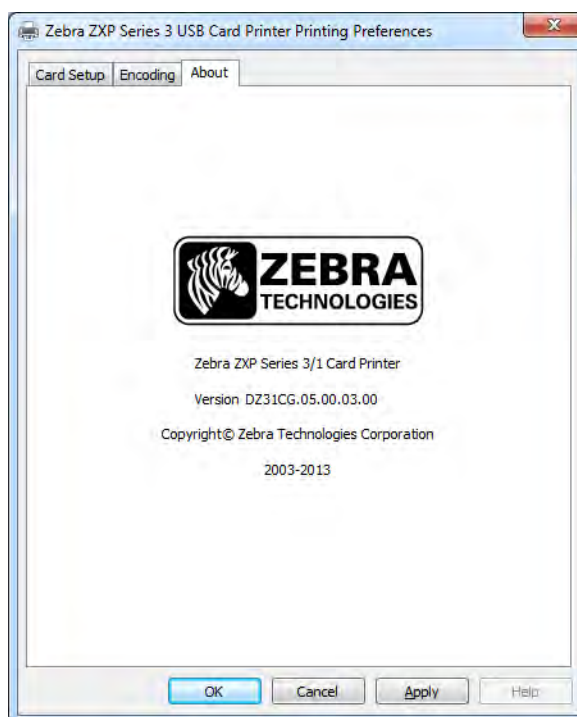 Zebra ZXP Series 3 USB Card Printer Printing Preferences
Card Setup Encoding About
ZEBRA
TECHNOLOGIES
Zebra ZXP Series 3/1 Card Printer
Version DZ31CG.05.00.03.00
Copyright© Zebra Technologies Corporation
2003-2013
OK Cancel Apply Help